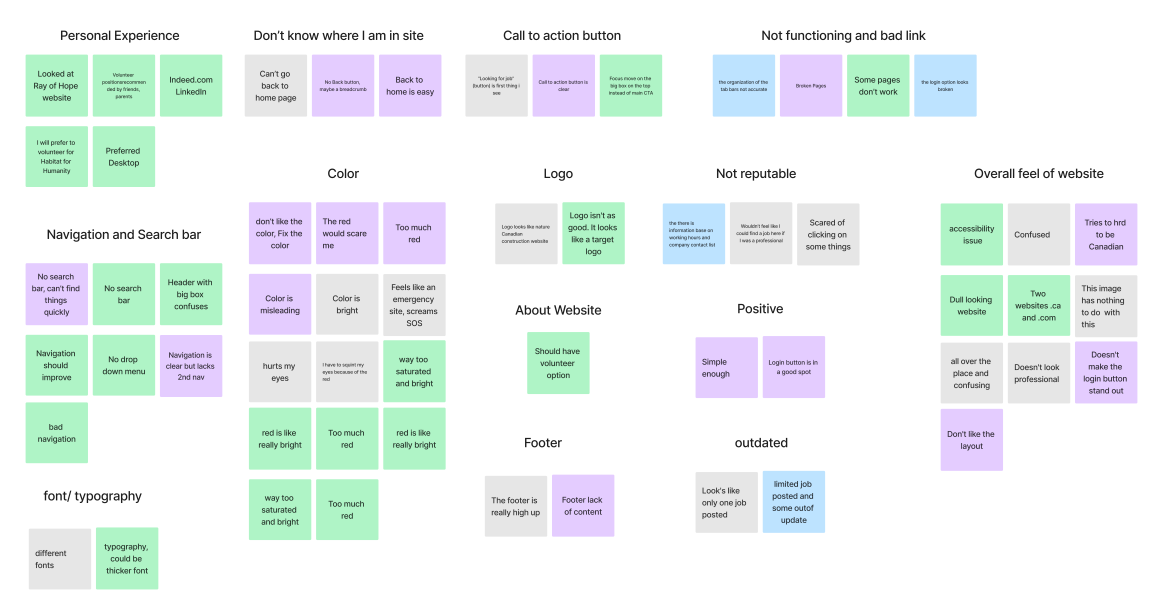 Personal Experience
Looked at
Ray of Hope
website
Volunteer
positionsrecommen
ded by friends,
parents
Indeed.com
LinkedIn
I will prefer to
volunteer for
Habitat for
Humanity
Preferred
Desktop
Don't know where I am in site
Can't go
back to
home page
No Back button,
maybe a breadcrumb
Back to
home is easy
Call to action button
"Looking for job"
(button) is first thing i
see
Call to action button is
clear
Focus move on the
big box on the top
instead of main CTA
Not functioning and bad link
the organization of the
tab bars not accurate
Broken Pages
Some pages
don't work
the login option looks
broken
Navigation and Search bar
No search
bar, can't find
things
quickly
No search
bar
Header with
big box
confuses
Navigation
should
improve
No drop
down menu
Navigation is
clear but lacks
2nd nav
bad
navigation
Color
don't like the
color, Fix the
color
The red
would scare
me
Too much
red
Color is
misleading
Color is
bright
Feels like an
emergency
site, screams
SOS
hurts my
eyes
I have to squint my
eyes because of the
red
way too
saturated
and bright
red is like
really bright
Too much
red
red is like
really bright
way too
saturated
and bright
Too much
red
Logo
Logo looks like nature
Canadian
construction website
Logo isn't as
good. It looks
like a target
logo
Not reputable
the there is
information base on
working hours and
company contact list
Wouldn't feel like I
could find a job here if
I was a professional
Scared of
clicking on
some things
Overall feel of website
accessibility
issue
Confused
Tries to hrd
to be
Canadian
Dull looking
website
Two
websites .ca
and .com
This image
has nothing
to do with
this
all over the
place and
confusing
Doesn't look
professional
Doesn't
make the
login button
stand out
Don't like the
layout
About Website
Should have
volunteer
option
Positive
Simple
enough
Login button is in
a good spot
Footer
The footer is
really high up
Footer lack
of content
outdated
Look's like
only one job
posted
limited job
posted and
some outof
update
font/ typography
different
fonts
typography,
could be
thicker font